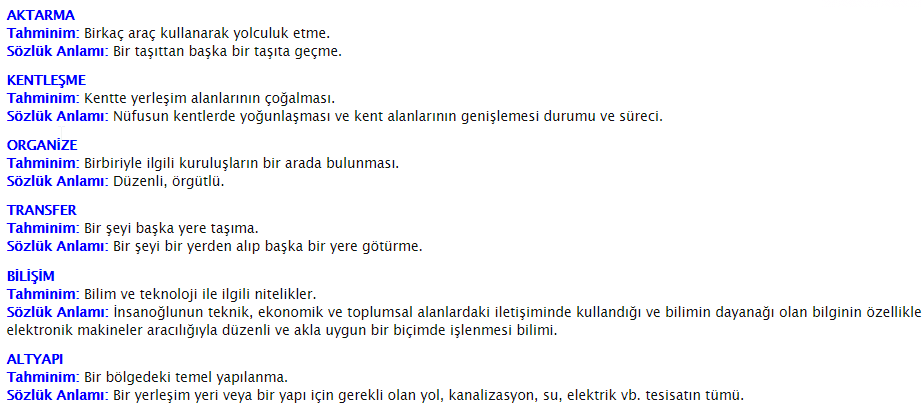 AKTARMA
Tahminim: Birkaç araç kullanarak yolculuk etme.
Sözlük Anlamı: Bir taşıttan başka bir taşıta geçme.
KENTLEŞME
Tahminim: Kentte yerleşim alanlarının çoğalması.
Sözlük Anlamı: Nüfusun kentlerde yoğunlaşması ve kent alanlarının genişlemesi durumu ve süreci.
ORGANİZE
Tahminim: Birbiriyle ilgili kuruluşların bir arada bulunması.
Sözlük Anlamı: Düzenli, örgütlü.
TRANSFER
Tahminim: Bir şeyi başka yere taşıma.
Sözlük Anlamı: Bir şeyi bir yerden alıp başka bir yere götürme.
BİLİŞİM
Tahminim: Bilim ve teknoloji ile ilgili nitelikler.
Sözlük Anlamı: İnsanoğlunun teknik, ekonomik ve toplumsal alanlardaki iletişiminde kullandığı ve bilimin dayanağı olan bilginin özellikle
elektronik makineler aracılığıyla düzenli ve akla uygun bir biçimde işlenmesi bilimi.
ALTYAPI
Tahminim: Bir bölgedeki temel yapılanma.
Sözlük Anlamı: Bir yerleşim yeri veya bir yapı için gerekli olan yol, kanalizasyon, su, elektrik vb. tesisatın tümü.